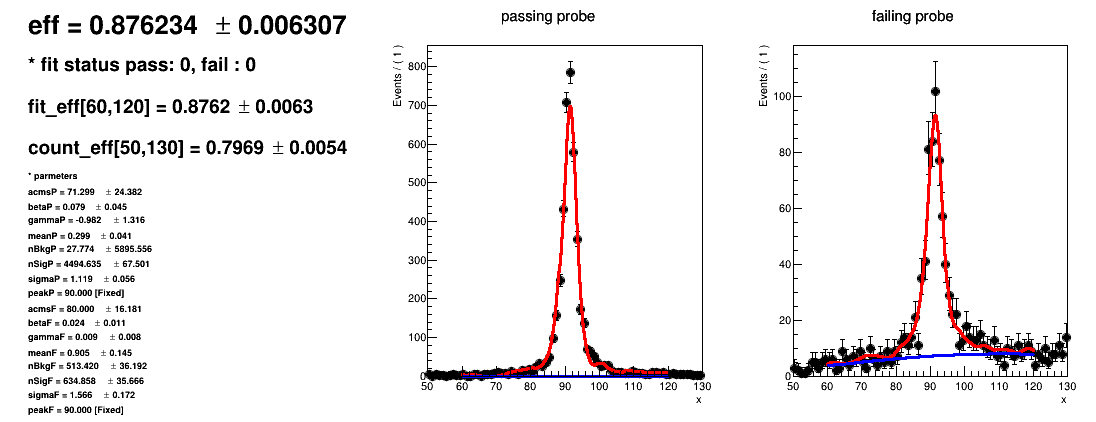 eff = 0.876234 ± 0.006307
* fit status pass: 0, fail : 0
fit_eff[60,120] = 0.8762 ± 0.0063
count_eff[50,130] = 0.7969 ± 0.0054
* parmeters
acmsP = 71.299 ± 24.382
betaP = 0.079 ± 0.045
gammaP = -0.982 ± 1.316
meanP = 0.299 ± 0.041
nBkgP = 27.774 ± 5895.556
nSigP = 4494.635 ± 67.501
sigmaP = 1.119 ± 0.056
peakP = 90.000 [Fixed]
acmsF = 80.000 ± 16.181
betaF = 0.024 ± 0.011
gammaF = 0.009 ± 0.008
meanF = 0.905 ± 0.145
nBkgF = 513.420 ± 36.192
nSigF = 634.858 ± 35.666
sigmaF = 1.566 ± 0.172
peakF = 90.000 [Fixed]
passing probe
Events / ( 1 )
800
700
600
500
400
300
200
100
0
50 60 70 80 90 100 110 120 130
x
failing probe
Events / ( 1 )
100
80
60
40
20
0
50 60 70 80 90 100 110 120 130
x